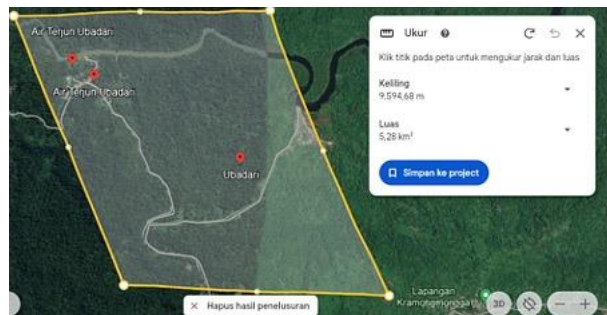 Air Terjun Ubadari
Air Terjun Ubadari
Ubadari
Ukur
Klik titik pada peta untuk mengukur jarak dan luas
Keliling
9.594,68 m
Luas
5,28 km²
Simpan ke project
Hapus hasil penelusuran
Lapangan
3D